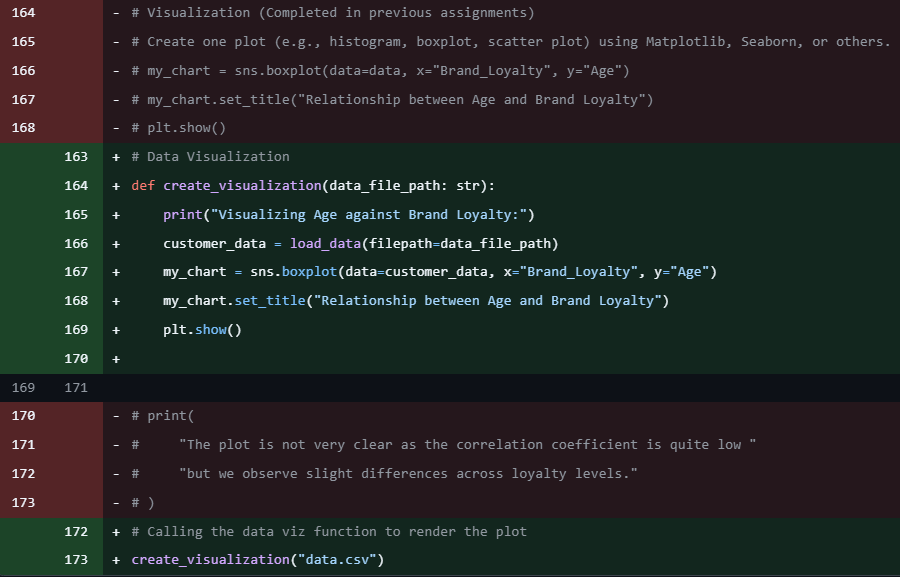 164 - # Visualization (Completed in previous assignments)
165 - # Create one plot (e.g., histogram, boxplot, scatter plot) using Matplotlib, Seaborn, or others.
166 - # my_chart = sns.boxplot(data=data, x="Brand_Loyalty", y="Age")
167 - # my_chart.set_title("Relationship between Age and Brand Loyalty")
168 - # plt.show()
163 + # Data Visualization
164 + def create_visualization(data_file_path: str):
165 +     print("Visualizing Age against Brand Loyalty:")
166 +     customer_data = load_data(filepath=data_file_path)
167 +     my_chart = sns.boxplot(data=customer_data, x="Brand_Loyalty", y="Age")
168 +     my_chart.set_title("Relationship between Age and Brand Loyalty")
169 +     plt.show()
170 +
169 171
170 - # print(
171 - #     "The plot is not very clear as the correlation coefficient is quite low "
172 - #     "but we observe slight differences across loyalty levels."
173 - # )
172 + # Calling the data viz function to render the plot
173 + create_visualization("data.csv")